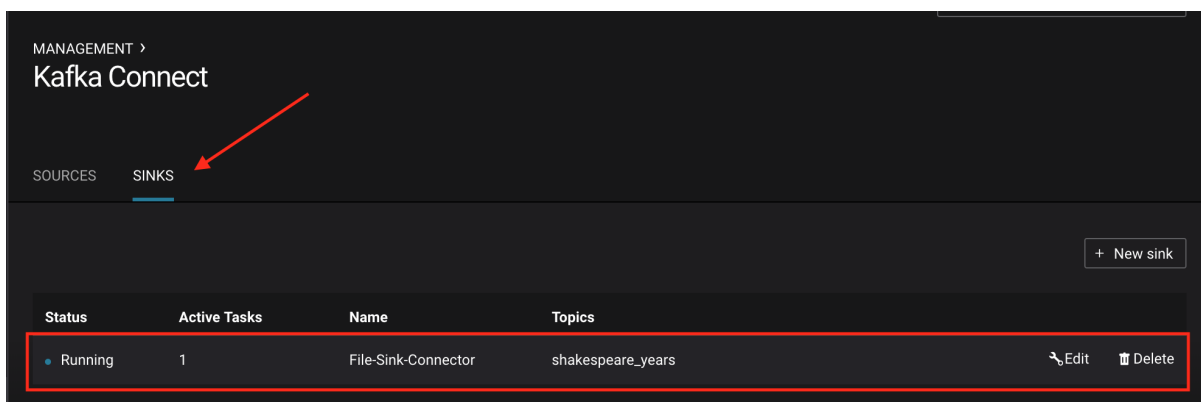 MANAGEMENT ›
Kafka Connect
SOURCES SINKS
+ New sink
Status Active Tasks Name Topics
Running 1 File-Sink-Connector shakespeare_years Edit Delete